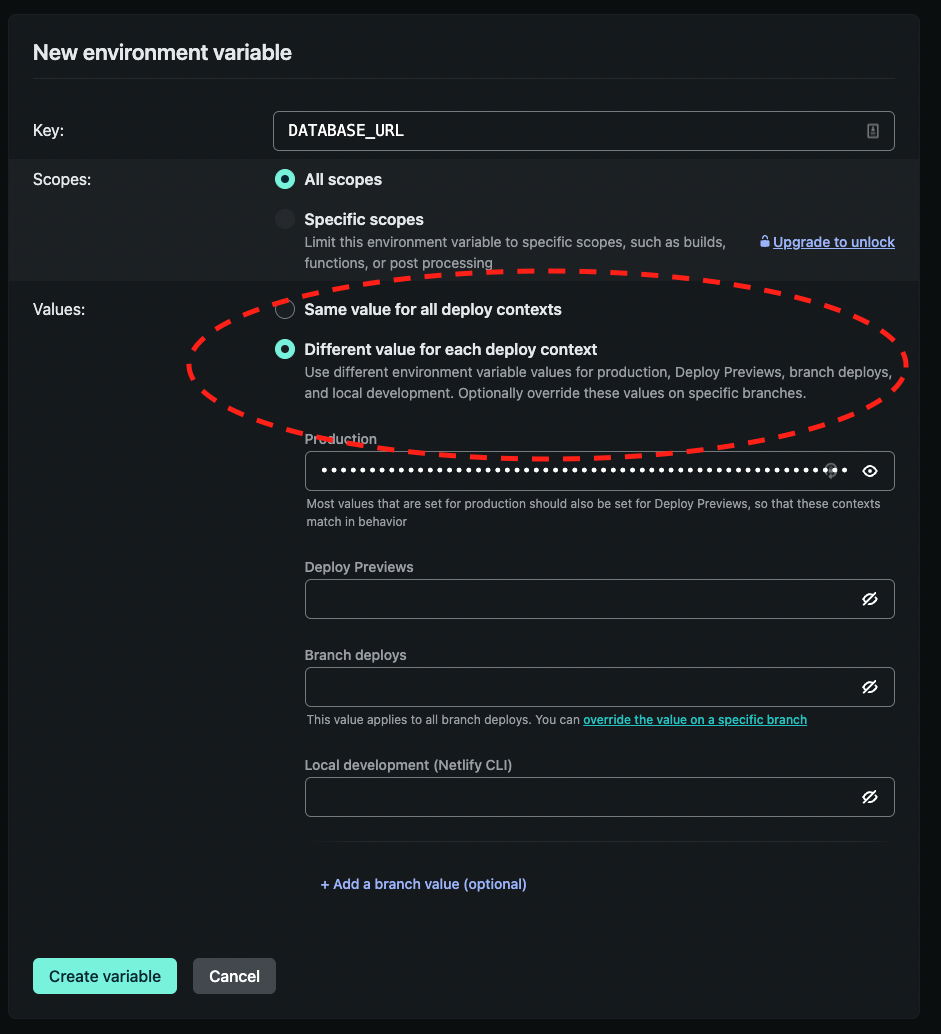 New environment variable
Key:
DATABASE_URL
Scopes:
All scopes
Specific scopes
Limit this environment variable to specific scopes, such as builds,
functions, or post processing
Upgrade to unlock
Values:
Same value for all deploy contexts
Different value for each deploy context
Use different environment variable values for production, Deploy Previews, branch deploys,
and local development. Optionally override these values on specific branches.
Production
Most values that are set for production should also be set for Deploy Previews, so that these contexts
match in behavior
Deploy Previews
Branch deploys
This value applies to all branch deploys. You can override the value on a specific branch
Local development (Netlify CLI)
+ Add a branch value (optional)
Create variable
Cancel